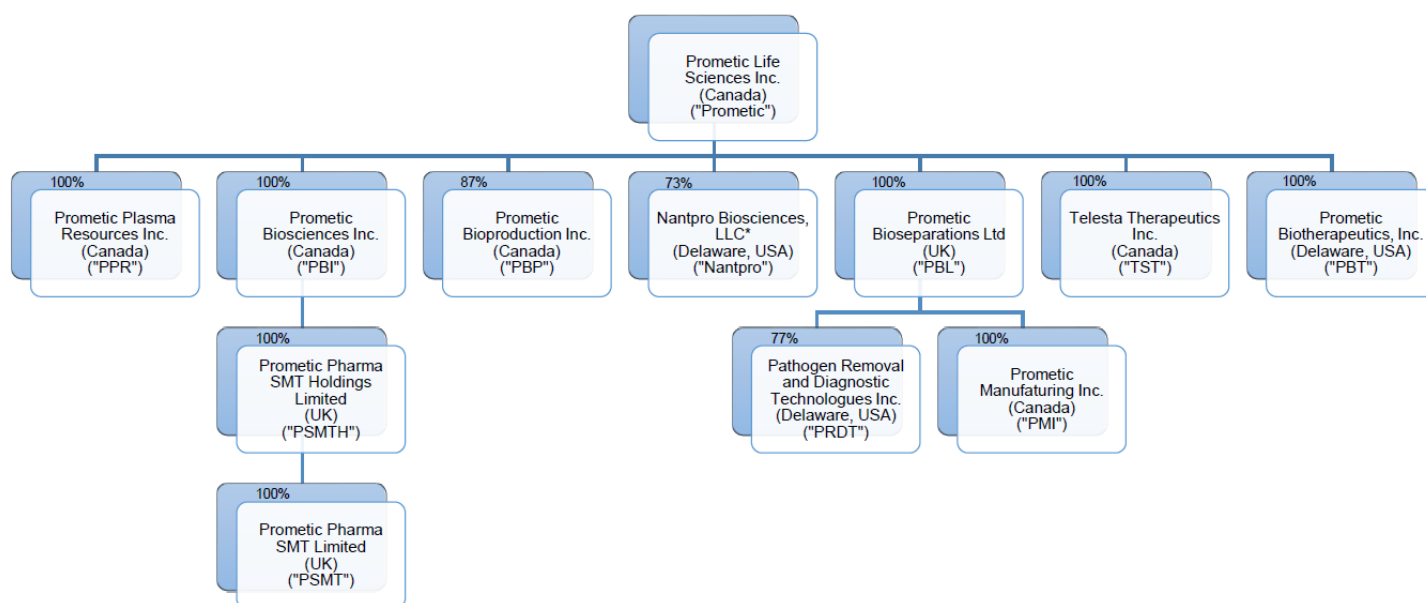 Prometic Life
Sciences Inc.
(Canada)
("Prometic")
100%
Prometic Plasma
Resources Inc.
(Canada)
("PPR")
100%
Prometic
Biosciences Inc.
(Canada)
("PBI")
87%
Prometic
Bioproduction Inc.
(Canada)
("PBP")
73%
Nantpro Biosciences,
LLC*
(Delaware, USA)
("Nantpro")
100%
Prometic
Bioseparations Ltd
(UK)
("PBL")
100%
Telesta Therapeutics
Inc.
(Canada)
("TST")
100%
Prometic
Biotherapeutics, Inc.
(Delaware, USA)
("PBT")
100%
Prometic Pharma
SMT Holdings
Limited
(UK)
("PSMTH")
77%
Pathogen Removal
and Diagnostic
Technologues Inc.
(Delaware, USA)
("PRDT")
100%
Prometic
Manufaturing Inc.
(Canada)
("PMI")
100%
Prometic Pharma
SMT Limited
(UK)
("PSMT")